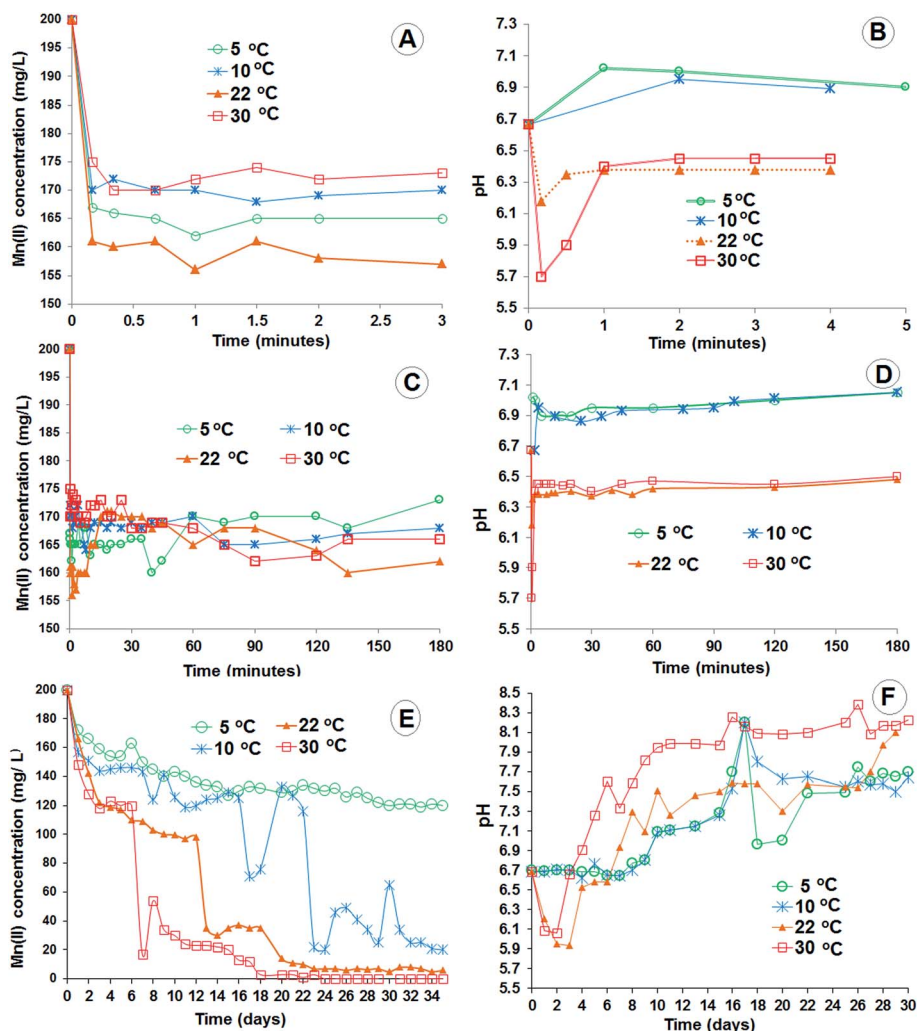 A
Mn(II) concentration (mg/L)
200
195
190
185
180
175
170
165
160
155
150
5 °C
10 °C
22 °C
30 °C
0 0.5 1 1.5 2 2.5 3
Time (minutes)
B
pH
7.3
7.1
6.9
6.7
6.5
6.3
6.1
5.9
5.7
5.5
5 °C
10 °C
22 °C
30 °C
0 1 2 3 4 5
Time (minutes)
C
Mn(II) concentration (mg/L)
200
195
190
185
180
175
170
165
160
155
150
5 °C 10 °C
22 °C 30 °C
0 30 60 90 120 150 180
Time (minutes)
D
pH
7.3
7.1
6.9
6.7
6.5
6.3
6.1
5.9
5.7
5.5
5 °C 10 °C
22 °C 30 °C
0 30 60 90 120 150 180
Time (minutes)
E
Mn(II) concentration (mg/ L)
200
180
160
140
120
100
80
60
40
20
0
5 °C 22 °C
10 °C 30 °C
0 2 4 6 8 10 12 14 16 18 20 22 24 26 28 30 32 34
Time (days)
F
pH
8.5
8.3
8.1
7.9
7.7
7.5
7.3
7.1
6.9
6.7
6.5
6.3
6.1
5.9
5.7
5.5
5 °C
10 °C
22 °C
30 °C
0 2 4 6 8 10 12 14 16 18 20 22 24 26 28 30
Time (days)